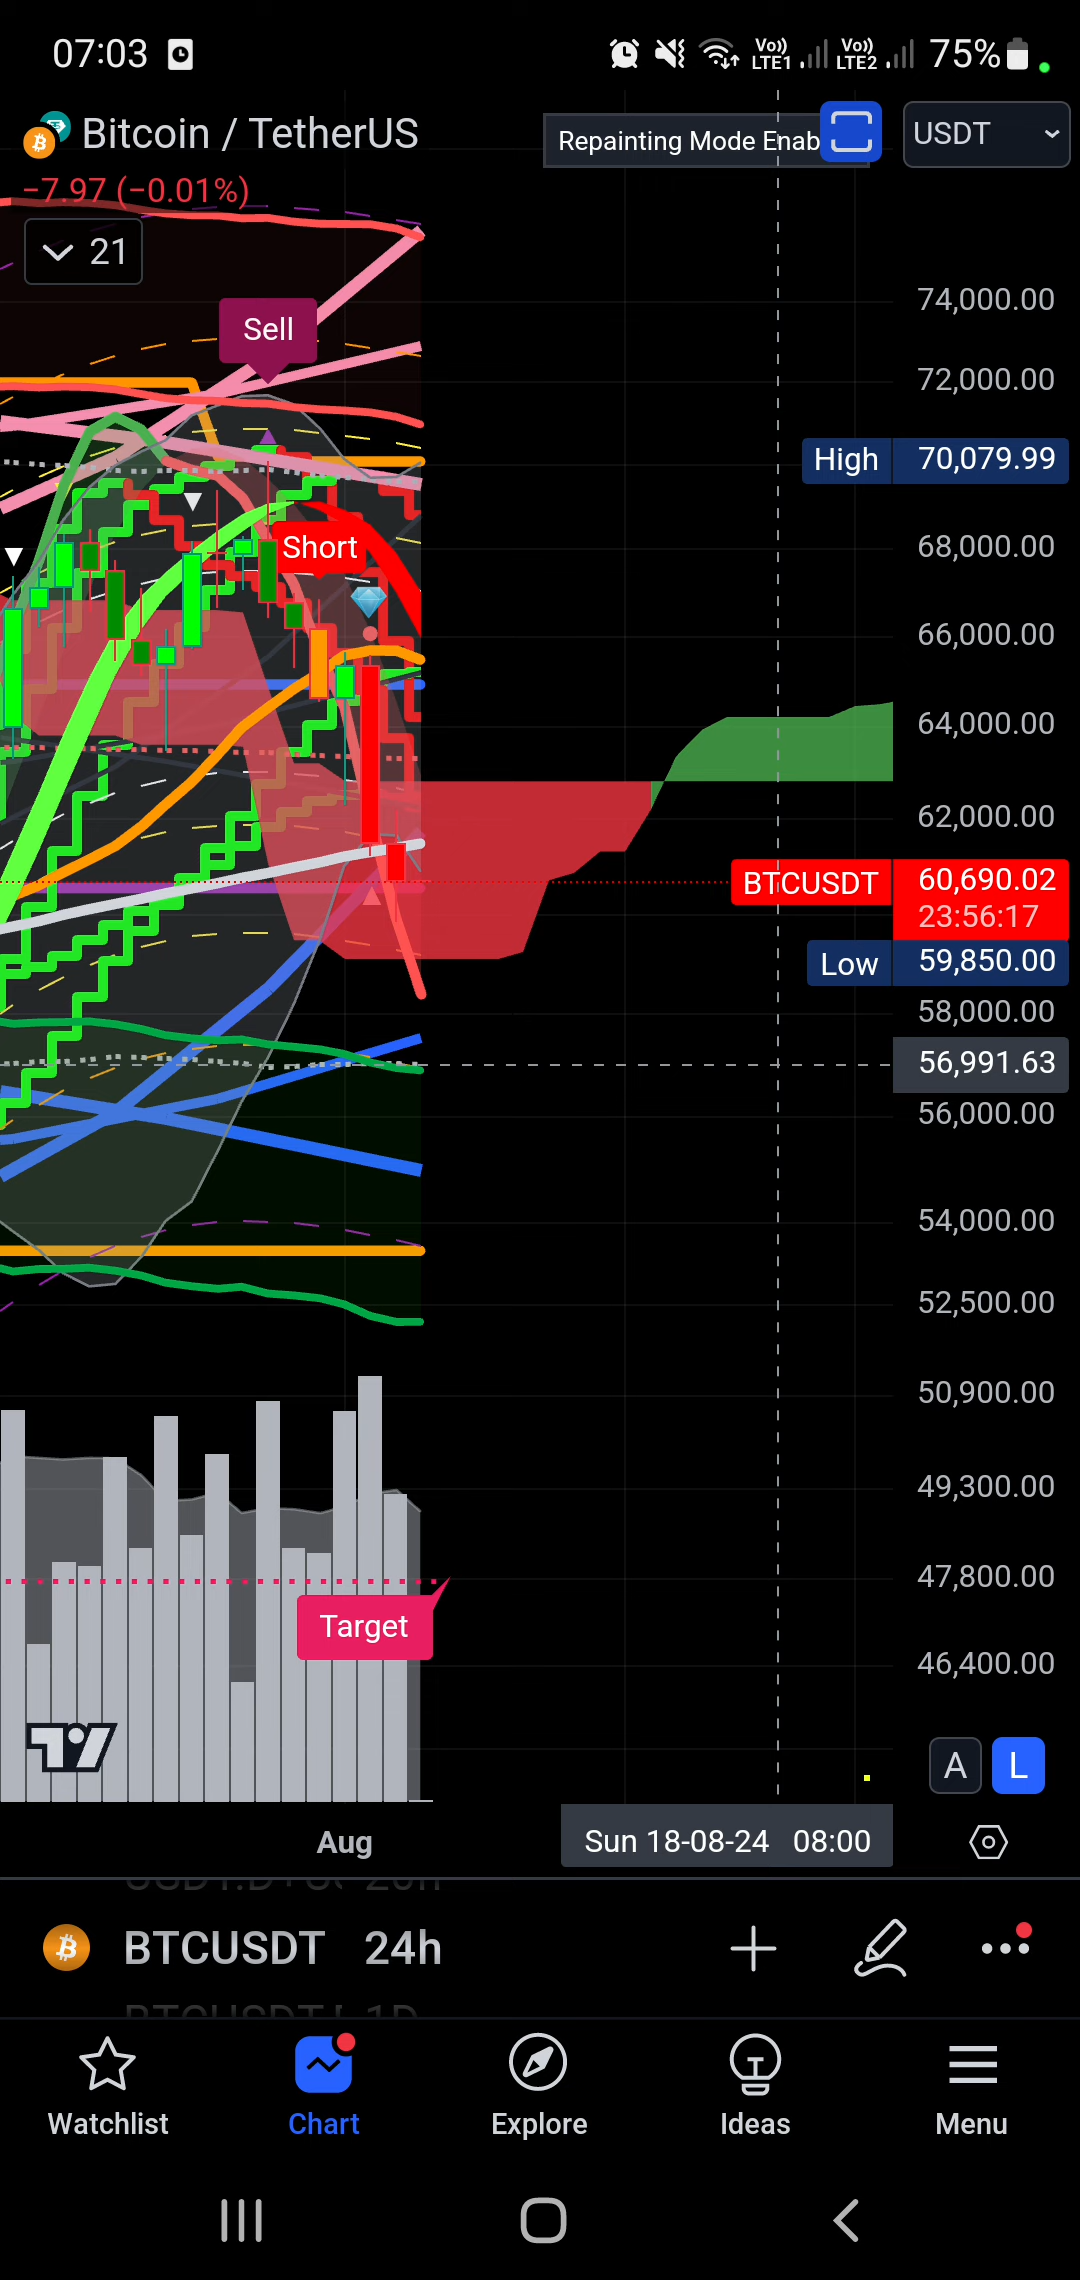 07:03
Vo)) LTE1
Vo)) LTE2
75%
Bitcoin / TetherUS
Repainting Mode Enab
USDT
−7.97 (−0.01%)
21
74,000.00
Sell
72,000.00
High 70,079.99
Short
68,000.00
66,000.00
64,000.00
62,000.00
BTCUSDT 60,690.02
23:56:17
Low 59,850.00
58,000.00
56,991.63
56,000.00
54,000.00
52,500.00
50,900.00
49,300.00
47,800.00
Target
46,400.00
A L
Aug
Sun 18-08-24 08:00
BTCUSDT 24h
Watchlist
Chart
Explore
Ideas
Menu